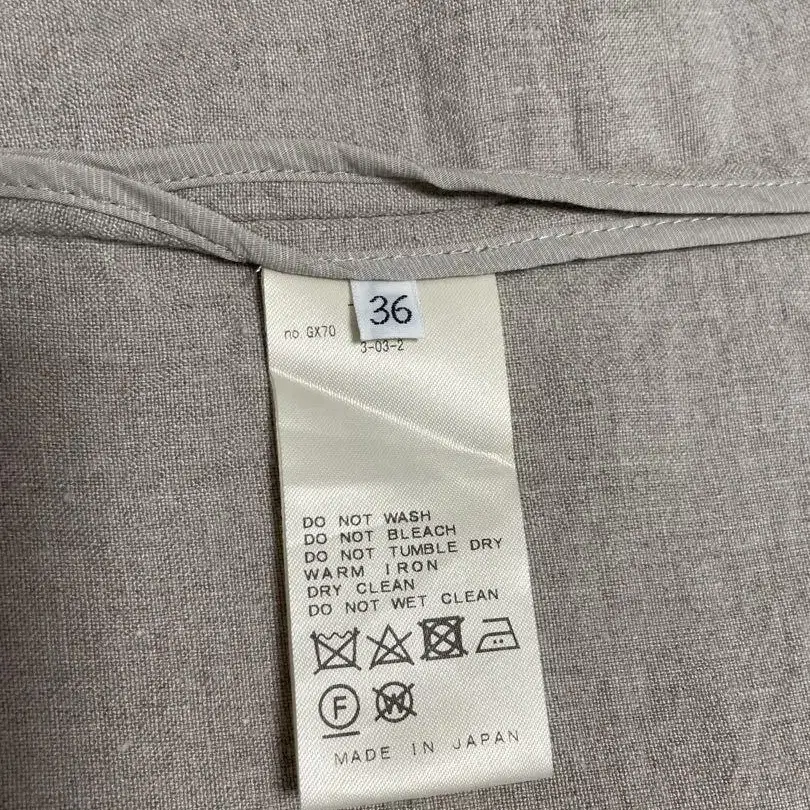 36
no. GX70
3-03-2
DO NOT WASH
DO NOT BLEACH
DO NOT TUMBLE DRY
WARM IRON
DRY CLEAN
DO NOT WET CLEAN
F
W
MADE IN JAPAN